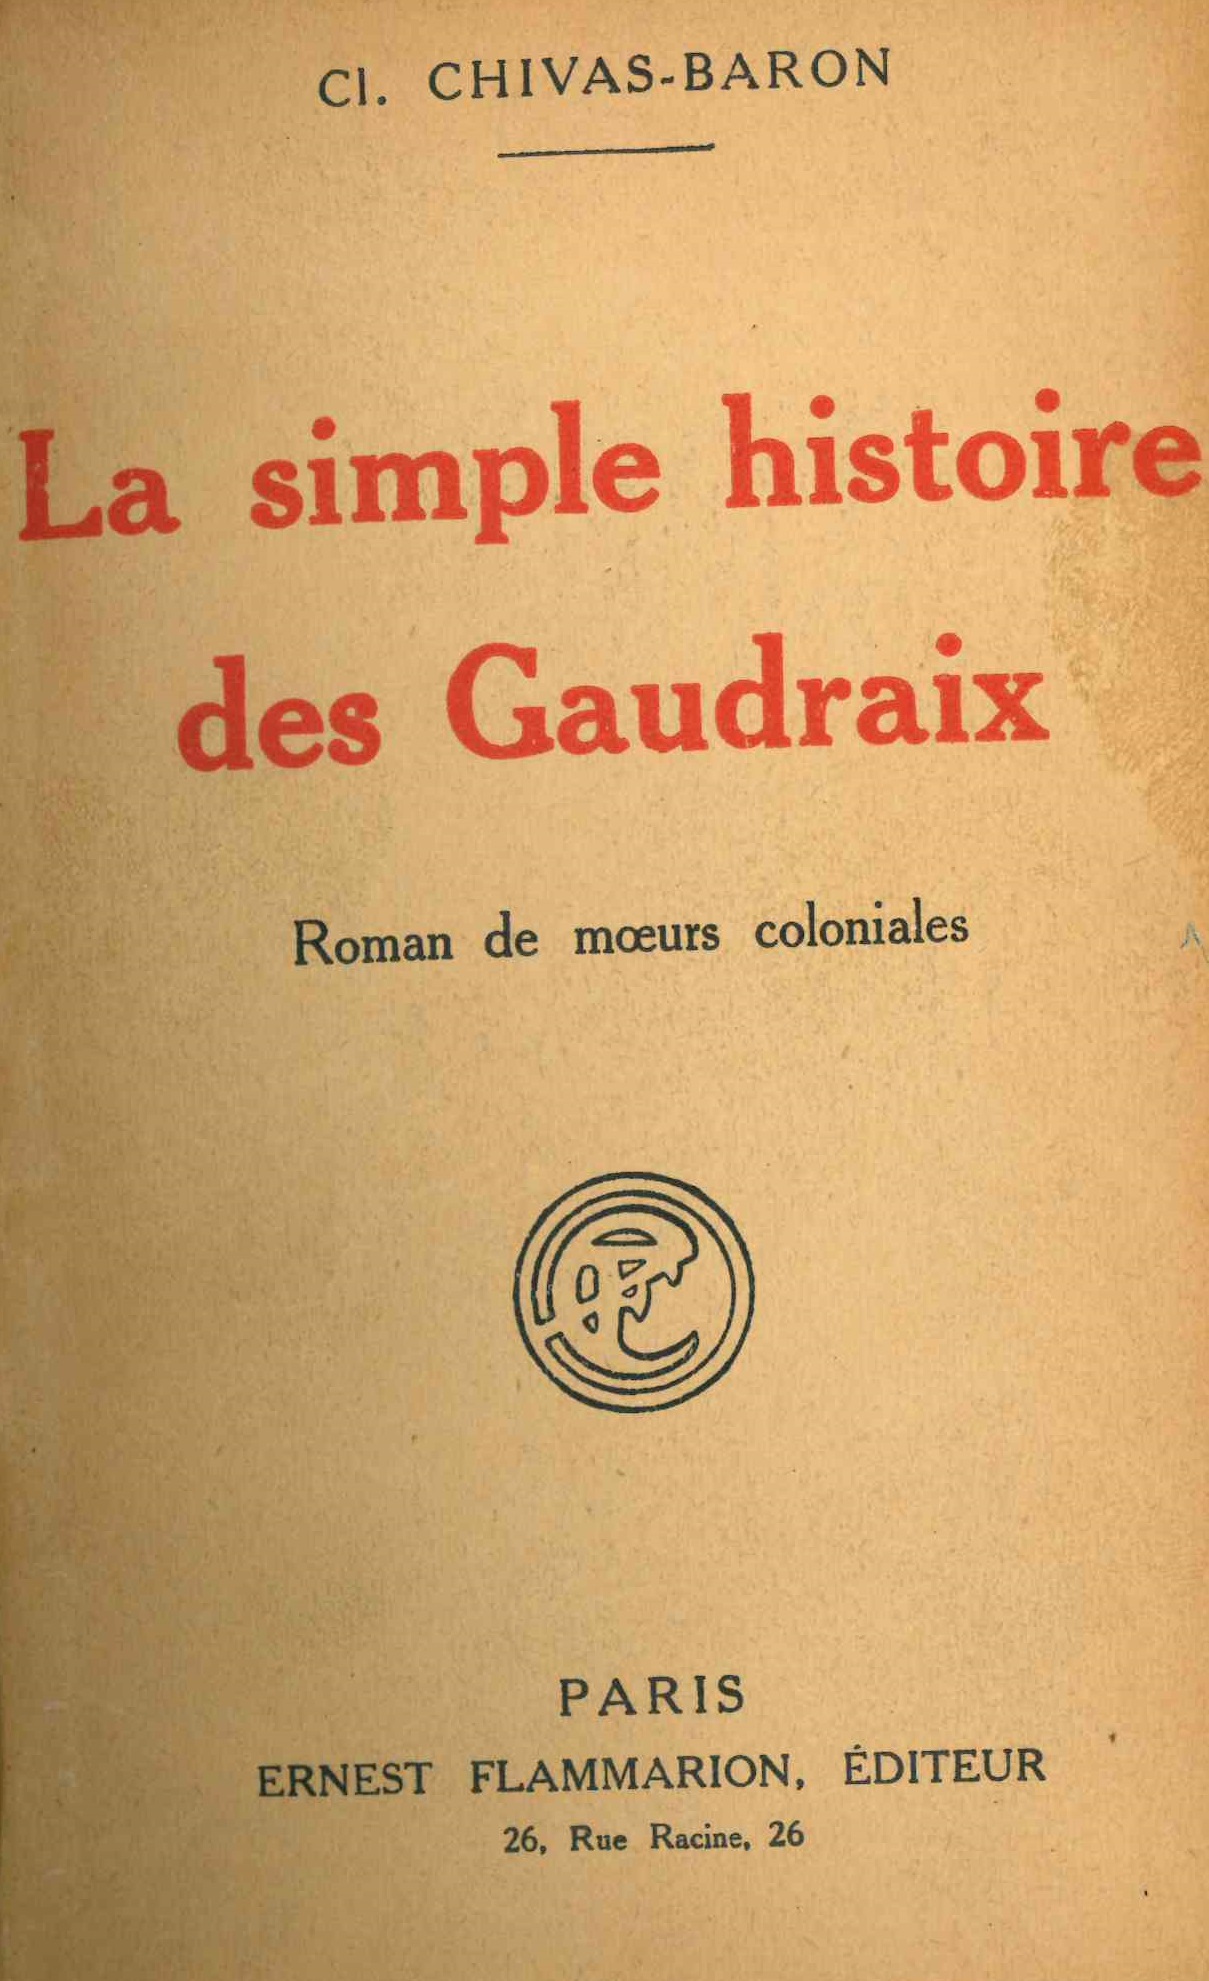 Cl. CHIVAS-BARON
La simple histoire
des Gaudraix
Roman de mœurs coloniales
PARIS
ERNEST FLAMMARION, ÉDITEUR
26, Rue Racine, 26